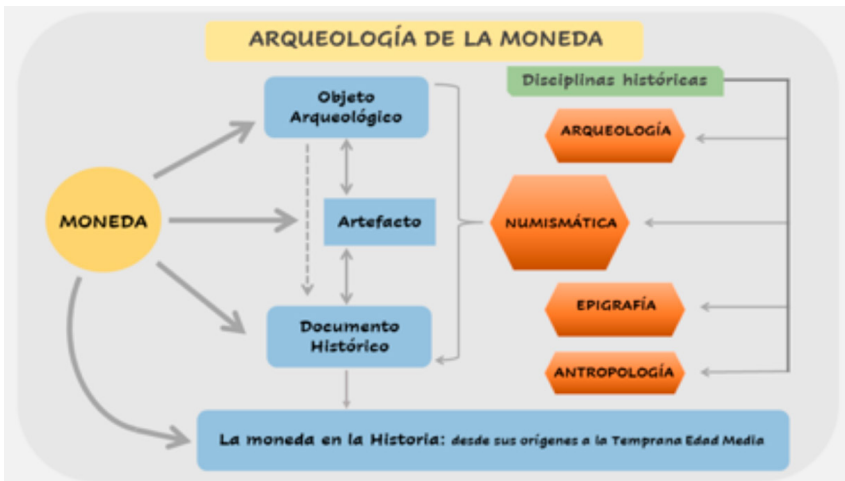 ARQUEOLOGÍA DE LA MONEDA
Disciplinas históricas
Objeto
Arqueológico
ARQUEOLOGÍA
MONEDA
Artefacto
NUMISMÁTICA
EPIGRAFÍA
Documento
Histórico
ANTROPOLOGÍA
La moneda en la Historia: desde sus orígenes a la Temprana Edad Media